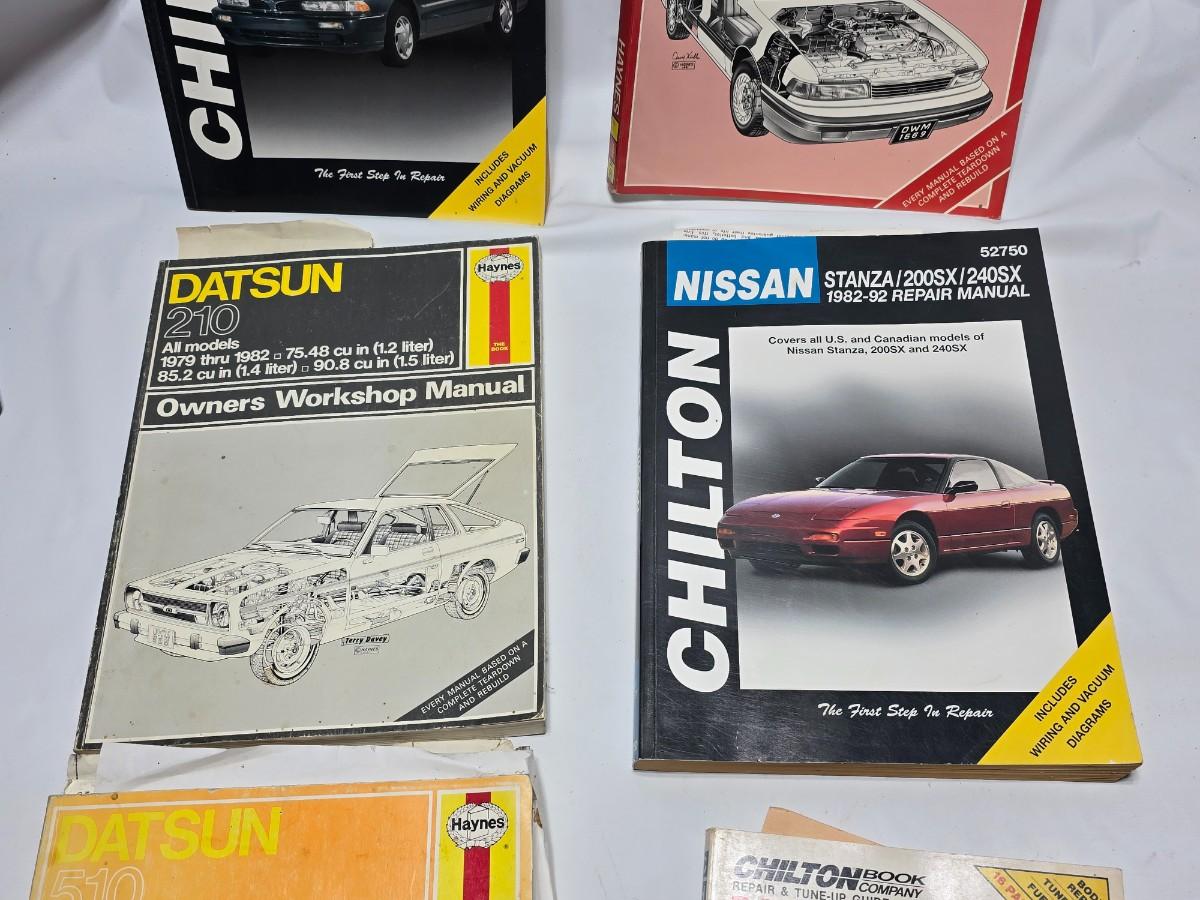 CHI
The First Step In Repair
INCLUDES
WIRING AND VACUUM
DIAGRAMS
HAYNES
DWM
1669
EVERY MANUAL BASED ON A
COMPLETE TEARDOWN
AND REBUILD
DATSUN
210
All models
1979 thru 1982 □ 75.48 cu in (1.2 liter)
85.2 cu in (1.4 liter) □ 90.8 cu in (1.5 liter)
Haynes
THE
BOOK
Owners Workshop Manual
Terry Davey
© HAYNES
EVERY MANUAL BASED ON A
COMPLETE TEARDOWN
AND REBUILD
52750
NISSAN
STANZA/200SX/240SX
1982-92 REPAIR MANUAL
CHILTON
Covers all U.S. and Canadian models of
Nissan Stanza, 200SX and 240SX
The First Step In Repair
INCLUDES
WIRING AND VACUUM
DIAGRAMS
DATSUN
510
Haynes
CHILTON BOOK
COMPANY
REPAIR & TUNE-UP GUIDE